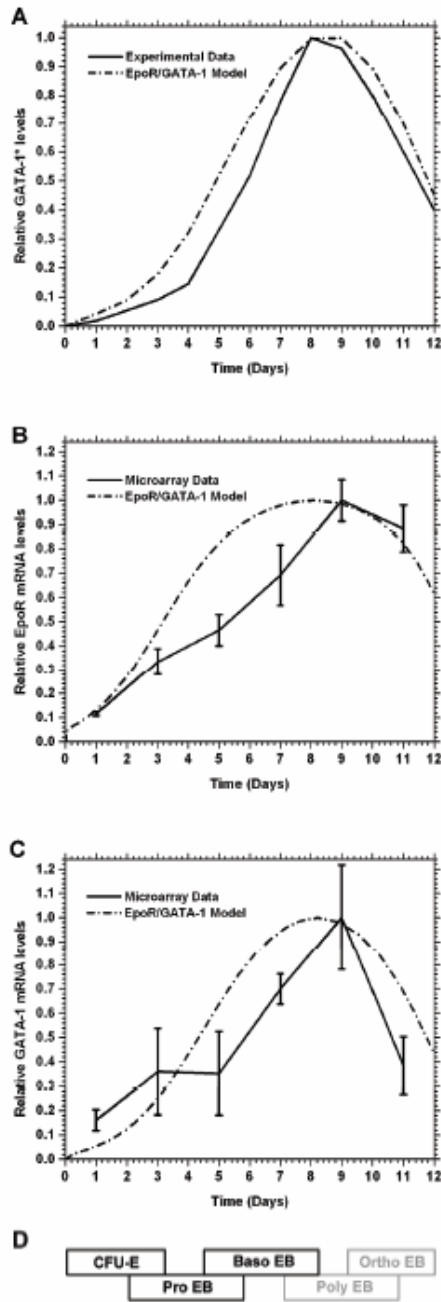 A
1.0
0.9
0.8
0.7
0.6
0.5
0.4
0.3
0.2
0.1
0.0
Relative GATA-1* levels
Experimental Data
EpoR/GATA-1 Model
0 1 2 3 4 5 6 7 8 9 10 11 12
Time (Days)
B
1.2
1.1
1.0
0.9
0.8
0.7
0.6
0.5
0.4
0.3
0.2
0.1
0.0
Relative EpoR mRNA levels
Microarray Data
EpoR/GATA-1 Model
0 1 2 3 4 5 6 7 8 9 10 11 12
Time (Days)
C
1.2
1.1
1.0
0.9
0.8
0.7
0.6
0.5
0.4
0.3
0.2
0.1
0.0
Relative GATA-1 mRNA levels
Microarray Data
EpoR/GATA-1 Model
0 1 2 3 4 5 6 7 8 9 10 11 12
Time (Days)
D
CFU-E Baso EB Ortho EB
Pro EB Poly EB